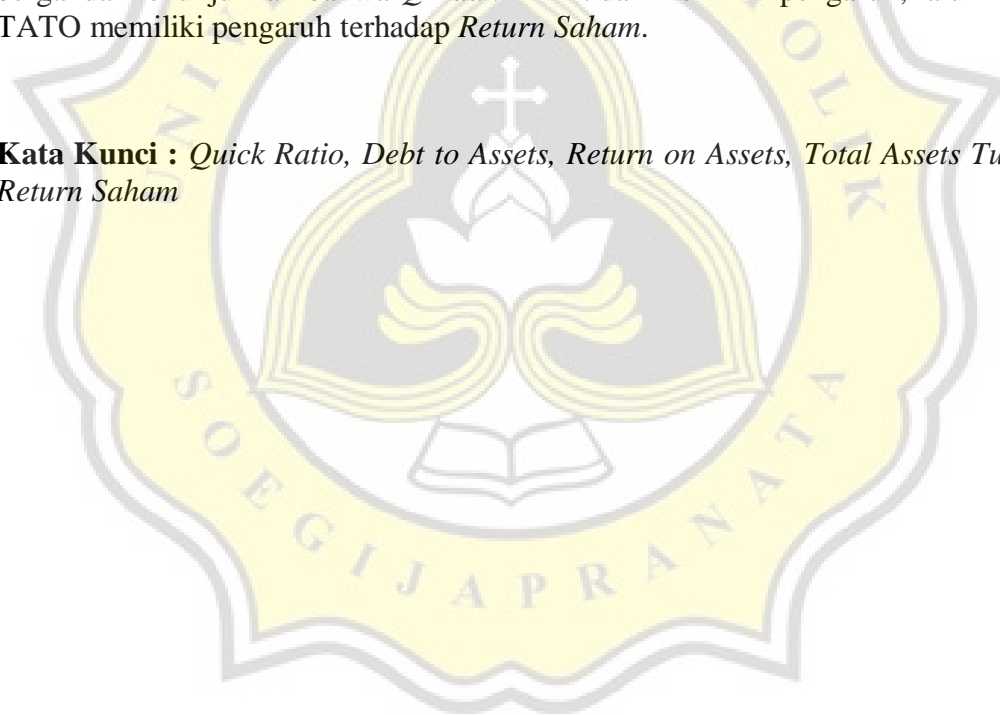 TATO memiliki pengaruh terhadap Return Saham.
Kata Kunci : Quick Ratio, Debt to Assets, Return on Assets, Total Assets Tu
Return Saham
SOEGIJAPRANATA